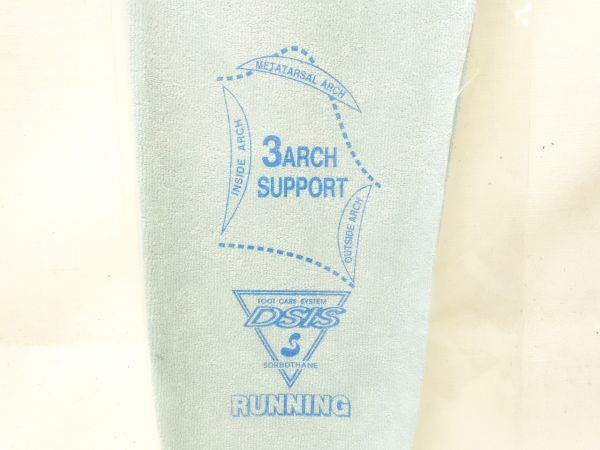 METATARSAL ARCH
INSIDE ARCH
3ARCH
SUPPORT
OUTSIDE ARCH
FOOT CARE SYSTEM
DSIS
S
SORBOTHANE
RUNNING